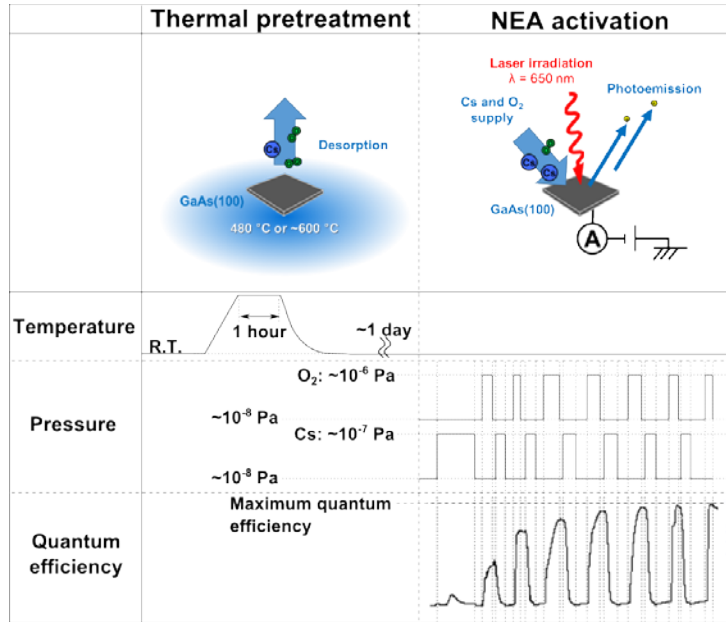 Thermal pretreatment
NEA activation
Laser irradiation
λ = 650 nm
Photoemission
Cs and O₂
supply
Cs
Desorption
Cs
Cs
GaAs(100)
GaAs(100)
480 °C or ~600 °C
A
Temperature
1 hour
~1 day
R.T.
O₂: ~10⁻⁶ Pa
Pressure
~10⁻⁸ Pa
Cs: ~10⁻⁷ Pa
~10⁻⁸ Pa
Maximum quantum
efficiency
Quantum
efficiency